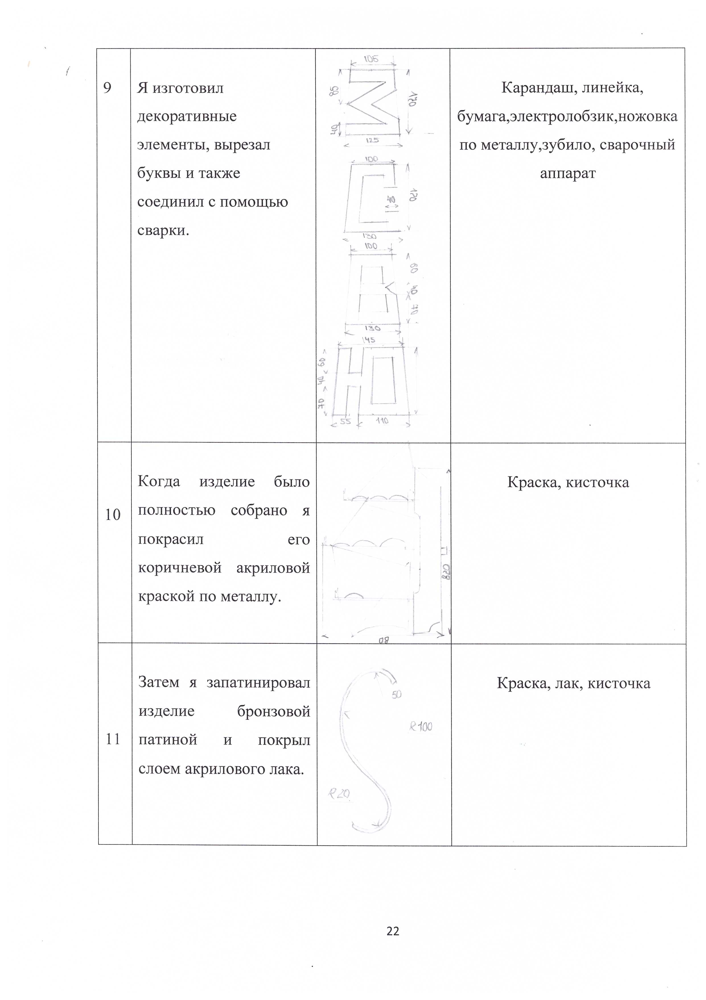 9
Я изготовил
декоративные
элементы, вырезал
буквы и также
соединил с помощью
сварки.
105
85
170
40
125
100
120
40
130
100
60
40
70
130
145
60
40
70
55
110
Карандаш, линейка,
бумага,электролобзик,ножовка
по металлу,зубило, сварочный
аппарат
10
Когда изделие было
полностью собрано я
покрасил его
коричневой акриловой
краской по металлу.
820
80
Краска, кисточка
11
Затем я запатинировал
изделие бронзовой
патиной и покрыл
слоем акрилового лака.
50
R100
R20
Краска, лак, кисточка
22